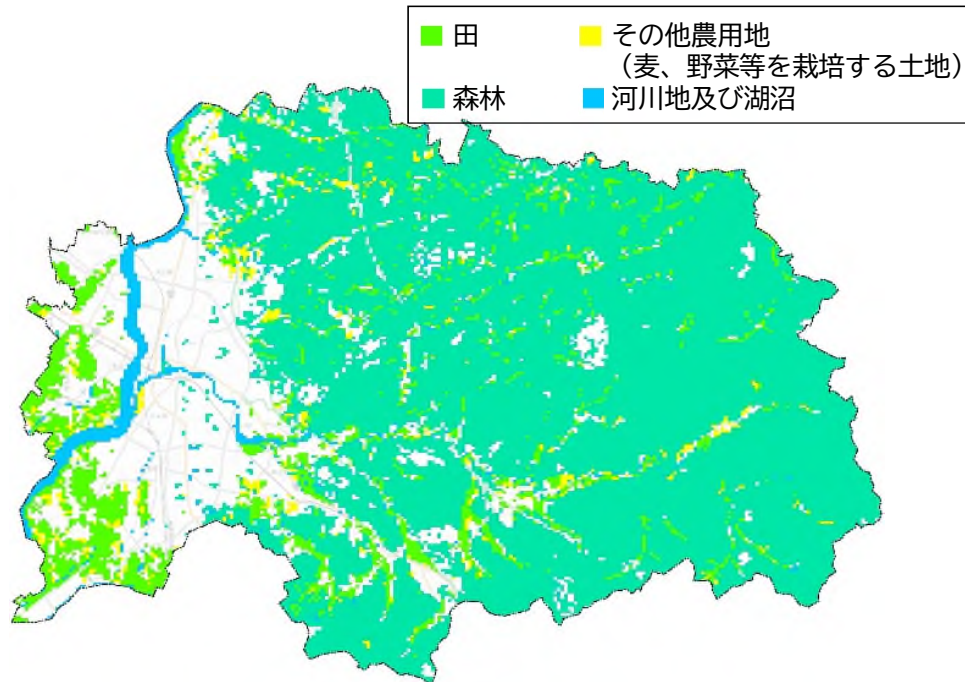 田
その他農用地
（麦、野菜等を栽培する土地）
森林
河川地及び湖沼